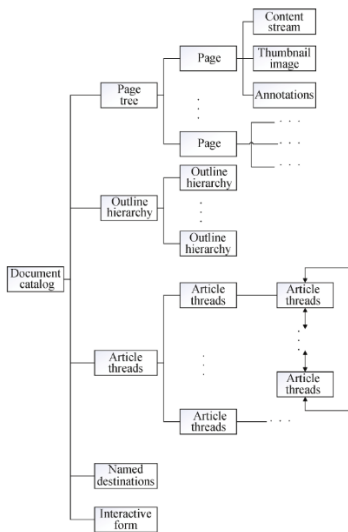 Content
stream
Page
Thumbnail
image
Page
tree
Annotations
Page
Outline
hierarchy
Outline
hierarchy
Outline
hierarchy
Document
catalog
Article
threads
Article
threads
Article
threads
Article
threads
Article
threads
Named
destinations
Interactive
form